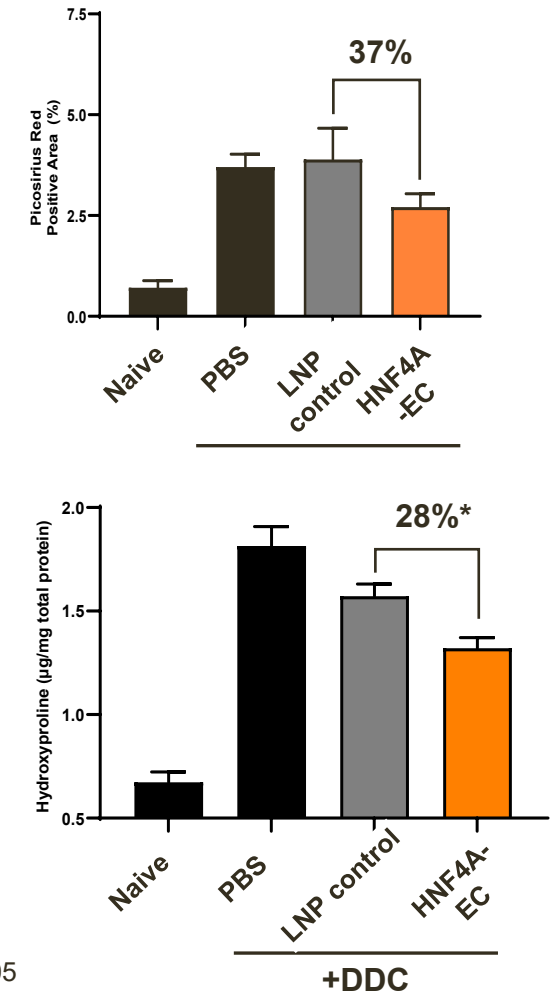 7.5
5.0
2.5
0.0
Picosirius Red
Positive Area (%)
37%
Naive
PBS
LNP
control
HNF4A
-EC
2.0
1.5
1.0
0.5
Hydroxyproline (µg/mg total protein)
28%*
Naive
PBS
LNP control
HNF4A-
EC
+DDC